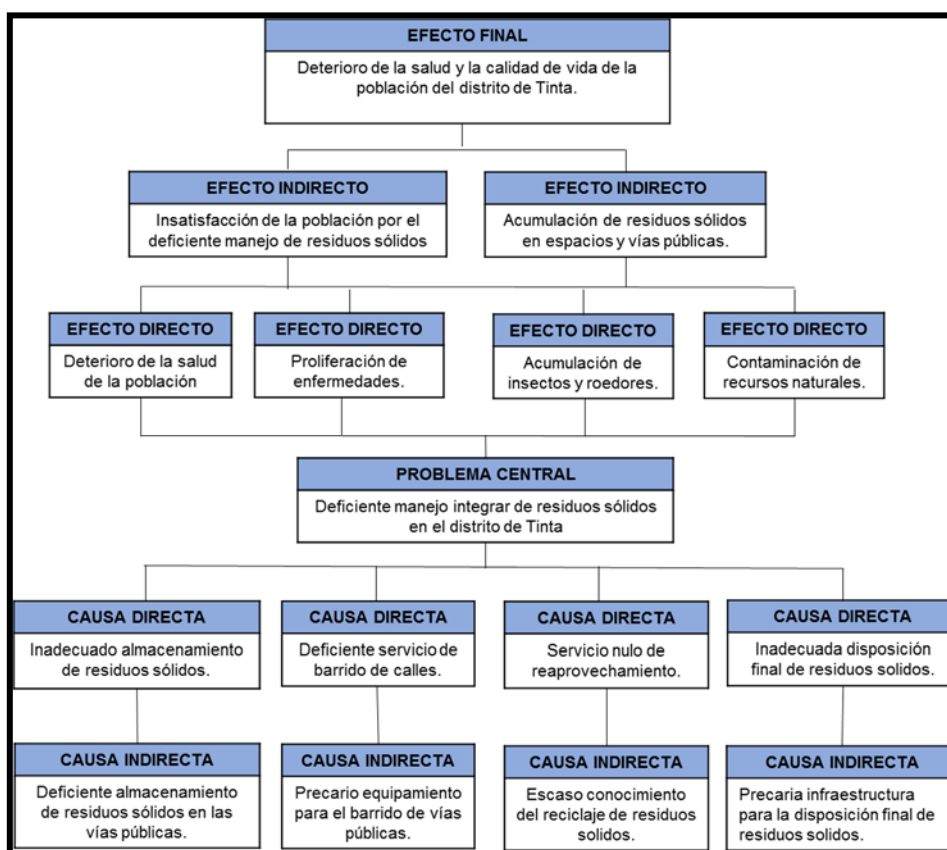 EFECTO FINAL
Deterioro de la salud y la calidad de vida de la
población del distrito de Tinta.
EFECTO INDIRECTO
Insatisfacción de la población por el
deficiente manejo de residuos sólidos
EFECTO INDIRECTO
Acumulación de residuos sólidos
en espacios y vías públicas.
EFECTO DIRECTO
Deterioro de la salud
de la población
EFECTO DIRECTO
Proliferación de
enfermedades.
EFECTO DIRECTO
Acumulación de
insectos y roedores.
EFECTO DIRECTO
Contaminación de
recursos naturales.
PROBLEMA CENTRAL
Deficiente manejo integrar de residuos sólidos
en el distrito de Tinta
CAUSA DIRECTA
Inadecuado almacenamiento
de residuos sólidos.
CAUSA DIRECTA
Deficiente servicio de
barrido de calles.
CAUSA DIRECTA
Servicio nulo de
reaprovechamiento.
CAUSA DIRECTA
Inadecuada disposición
final de residuos solidos.
CAUSA INDIRECTA
Deficiente almacenamiento
de residuos sólidos en las
vías públicas.
CAUSA INDIRECTA
Precario equipamiento
para el barrido de vías
públicas.
CAUSA INDIRECTA
Escaso conocimiento
del reciclaje de residuos
solidos.
CAUSA INDIRECTA
Precaria infraestructura
para la disposición final de
residuos solidos.